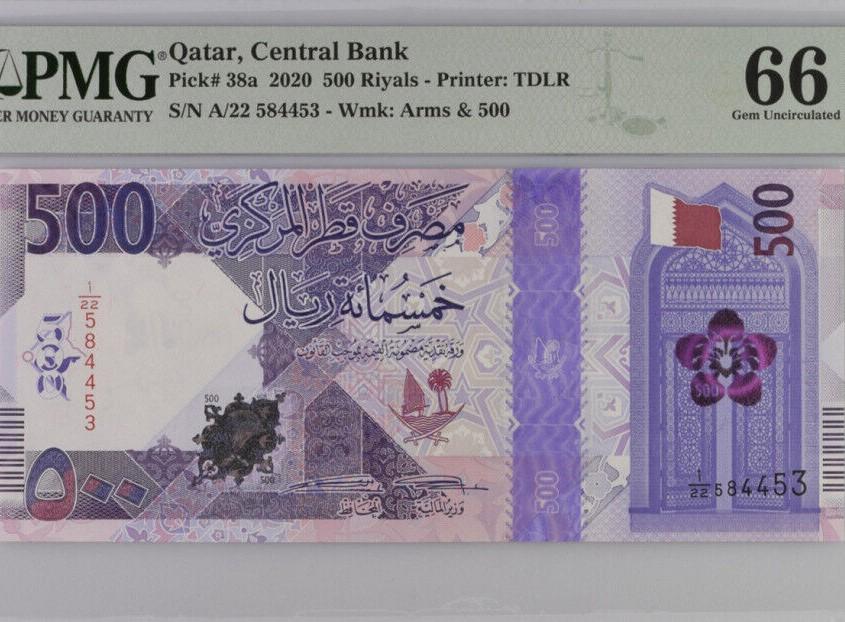 PMG®
ER MONEY GUARANTY
Qatar, Central Bank
Pick# 38a 2020 500 Riyals - Printer: TDLR
S/N A/22 584453 - Wmk: Arms & 500
66
Gem Uncirculated
500
مصرف قطر المركزي
خمسمائة ريال
ورقة نقدية مضمونة القيمة بموجب القانون
1/22
584453
500
500
500
500
500
500
1/22 584453
وزير المالية
المحافظ
٥٠٠